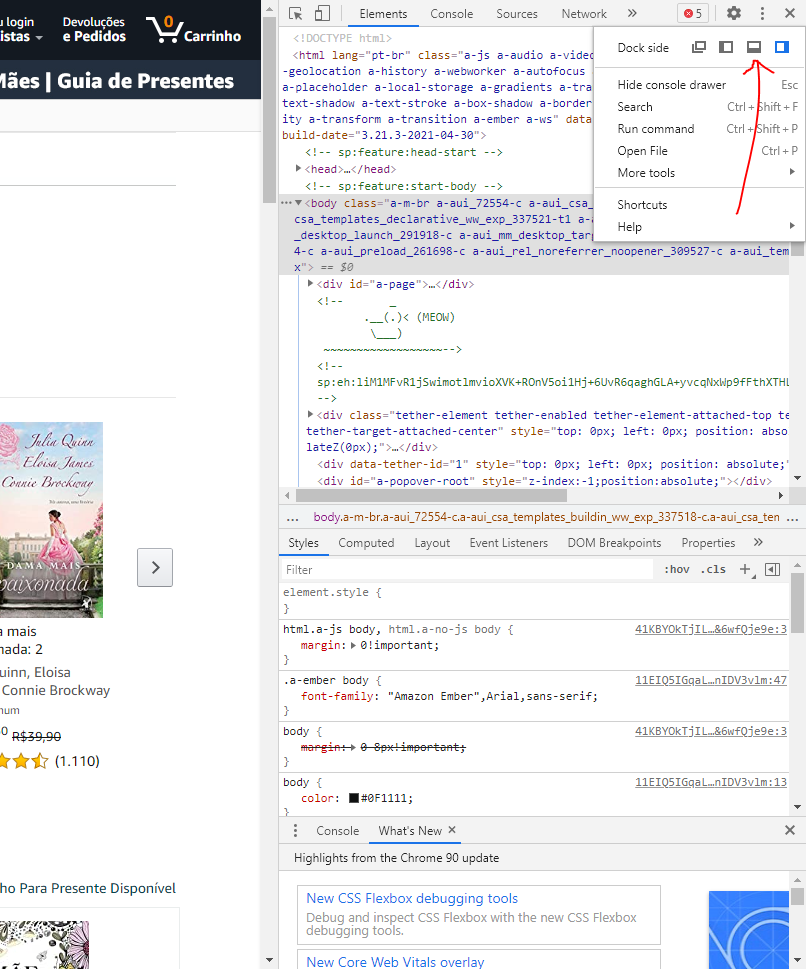 u login
istas
Devoluções
e Pedidos
0
Carrinho
Mães | Guia de Presentes
Julia Quinn
Eloisa James
Connie Brockway
DAMA MAIS
paixonada
a mais
nada: 2
uinn, Eloisa
Connie Brockway
mum
R$39,90
(1.110)
ho Para Presente Disponível
Elements Console Sources Network » 5
<!DOCTYPE html>
<html lang="pt-br" class="a-js a-audio a-vide
-geolocation a-history a-webworker a-autofocus
a-placeholder a-local-storage a-gradients a-tra
text-shadow a-text-stroke a-box-shadow a-border
ity a-transform a-transition a-ember a-ws" data
build-date="3.21.3-2021-04-30">
<!-- sp:feature:head-start -->
<head>…</head>
<!-- sp:feature:start-body -->
<body class="a-m-br a-aui_72554-c a-aui_csa_
csa_templates_declarative_ww_exp_337521-t1 a-a
_desktop_launch_291918-c a-aui_mm_desktop_targ
4-c a-aui_preload_261698-c a-aui_rel_noreferrer_noopener_309527-c a-aui_tem
x"> == $0
<div id="a-page">…</div>
<!-- _
.__(.)< (MEOW)
\___)
~~~~~~~~~~~~~~~~~~-->
<!--
sp:eh:liM1MFvR1jSwimotlmvioXVK+ROnV5oi1Hj+6UvR6qaghGLA+yvcqNxWp9fFthXTHL
-->
<div class="tether-element tether-enabled tether-element-attached-top te
tether-target-attached-center" style="top: 0px; left: 0px; position: abso
lateZ(0px);">…</div>
<div data-tether-id="1" style="top: 0px; left: 0px; position: absolute;"
<div id="a-popover-root" style="z-index:-1;position:absolute;"></div>
Dock side
Hide console drawer Esc
Search Ctrl + Shift + F
Run command Ctrl + Shift + P
Open File Ctrl + P
More tools
Shortcuts
Help
... body.a-m-br.a-aui_72554-c.a-aui_csa_templates_buildin_ww_exp_337518-c.a-aui_csa_ten ...
Styles Computed Layout Event Listeners DOM Breakpoints Properties »
Filter :hov .cls +
element.style {
}
html.a-js body, html.a-no-js body { 41KBYOkTjIL…&6wfQje9e:3
margin: 0!important;
}
.a-ember body { 11EIQ5IGqaL…nIDV3vlm:47
font-family: "Amazon Ember",Arial,sans-serif;
}
body { 41KBYOkTjIL…&6wfQje9e:3
margin: 0 8px!important;
}
body { 11EIQ5IGqaL…nIDV3vlm:13
color: #0F1111;
}
Console What's New
Highlights from the Chrome 90 update
New CSS Flexbox debugging tools
Debug and inspect CSS Flexbox with the new CSS Flexbox
debugging tools.
New Core Web Vitals overlay